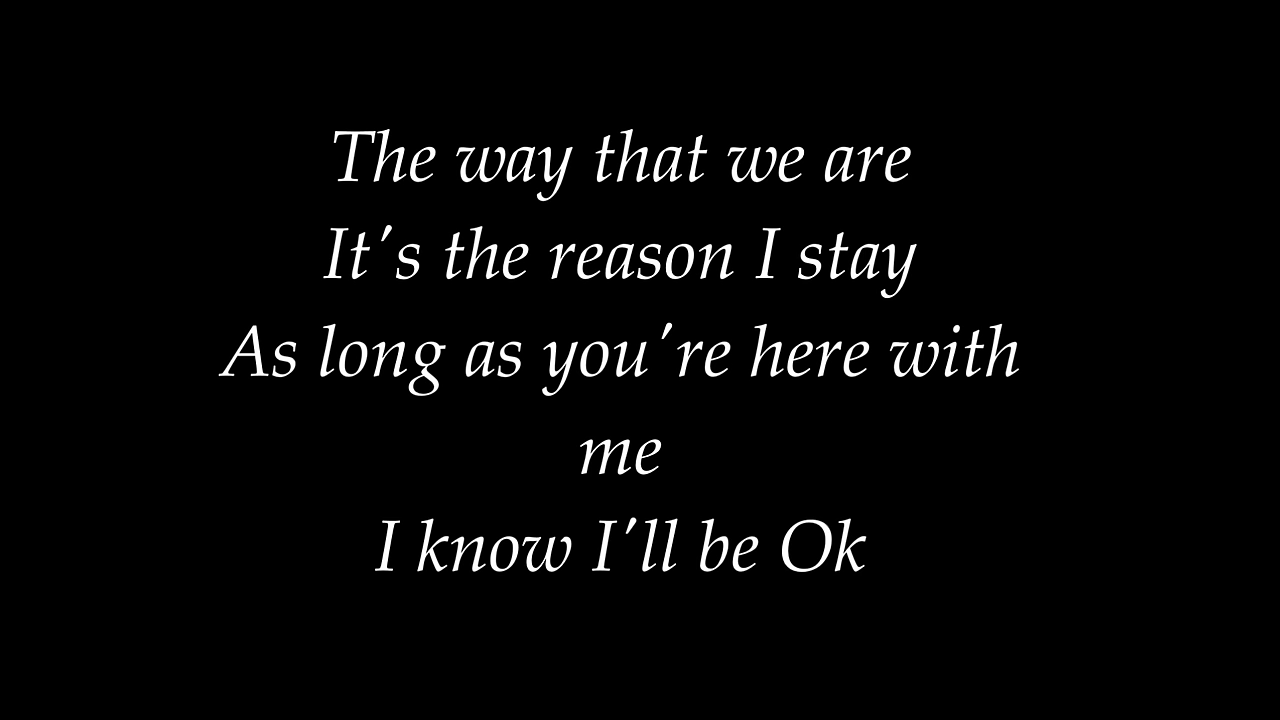 The way that we are
It's the reason I stay
As long as you're here with
me
I know I'll be Ok